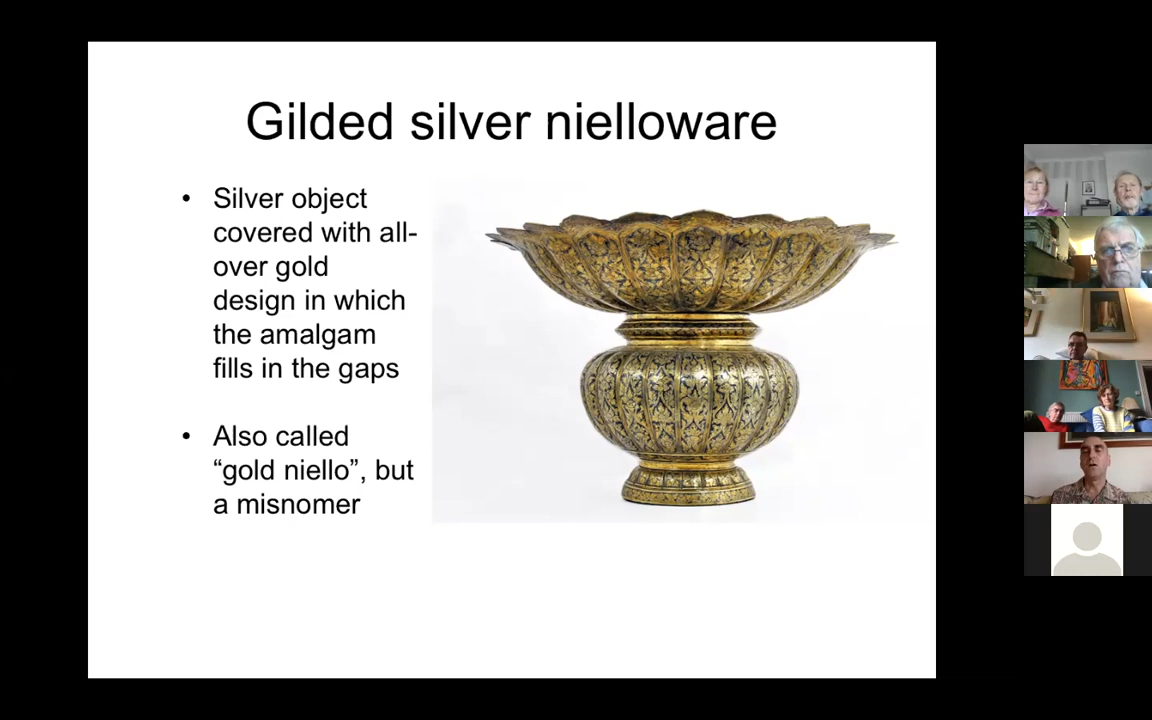 Gilded silver nielloware
• Silver object
covered with all-
over gold
design in which
the amalgam
fills in the gaps
• Also called
“gold niello”, but
a misnomer